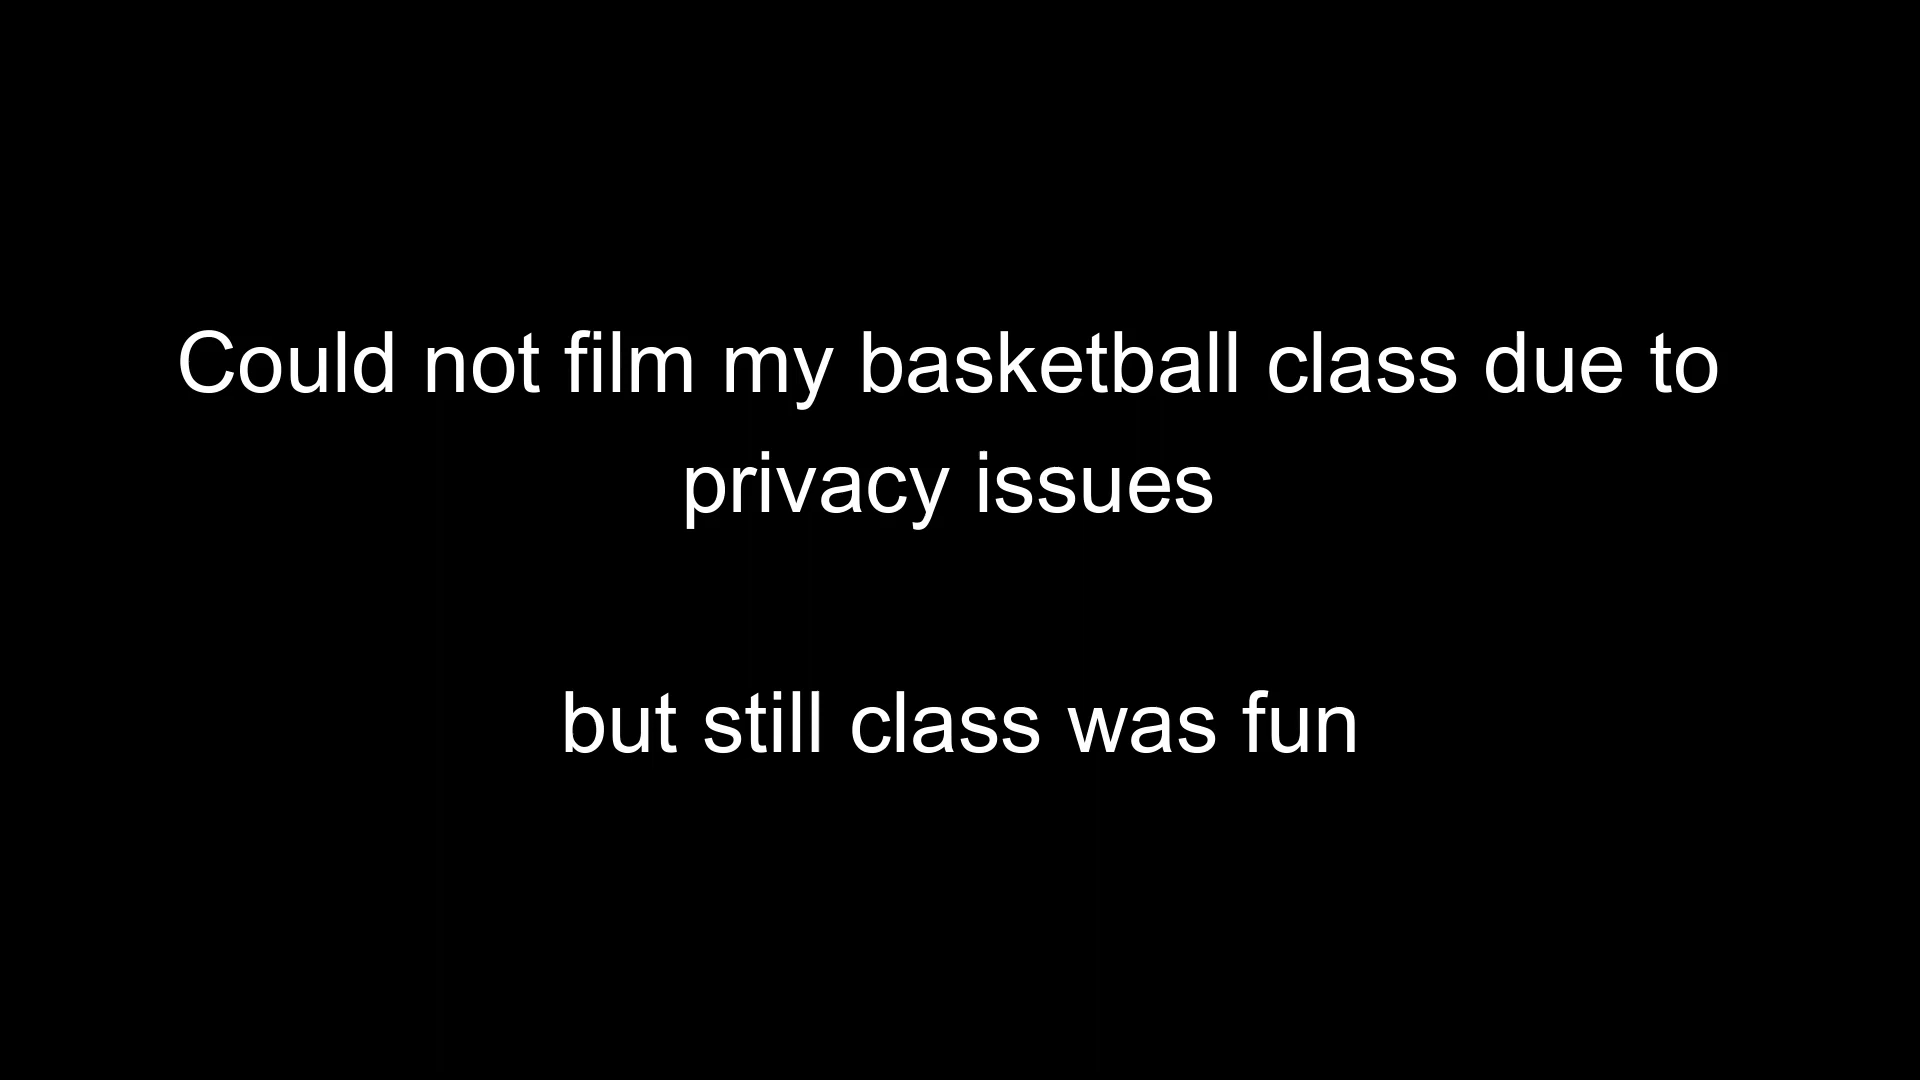 Could not film my basketball class due to
privacy issues
but still class was fun